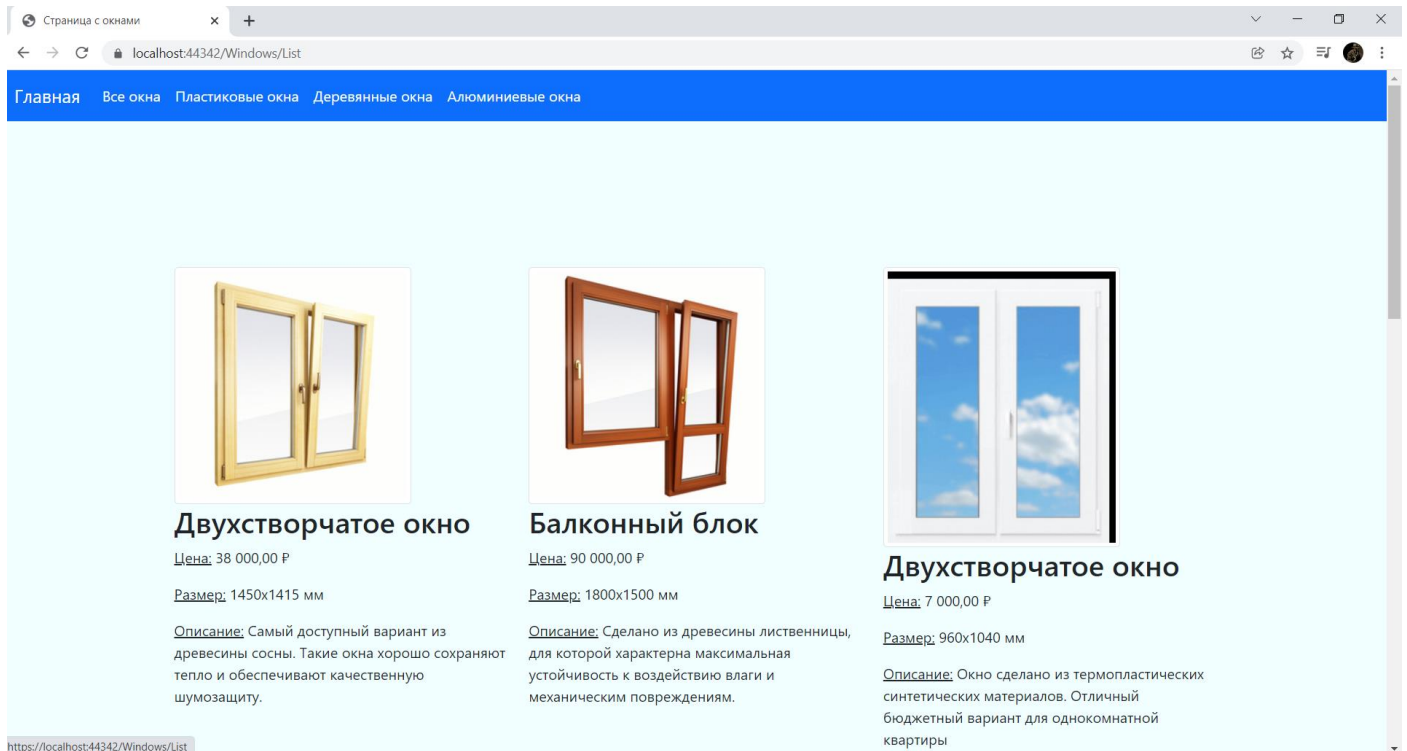 Страница с окнами
localhost:44342/Windows/List
Главная Все окна Пластиковые окна Деревянные окна Алюминиевые окна
Двухстворчатое окно
Цена: 38 000,00 ₽
Размер: 1450x1415 мм
Описание: Самый доступный вариант из
древесины сосны. Такие окна хорошо сохраняют
тепло и обеспечивают качественную
шумозащиту.
Балконный блок
Цена: 90 000,00 ₽
Размер: 1800x1500 мм
Описание: Сделано из древесины лиственницы,
для которой характерна максимальная
устойчивость к воздействию влаги и
механическим повреждениям.
Двухстворчатое окно
Цена: 7 000,00 ₽
Размер: 960x1040 мм
Описание: Окно сделано из термопластических
синтетических материалов. Отличный
бюджетный вариант для однокомнатной
квартиры
https://localhost:44342/Windows/List